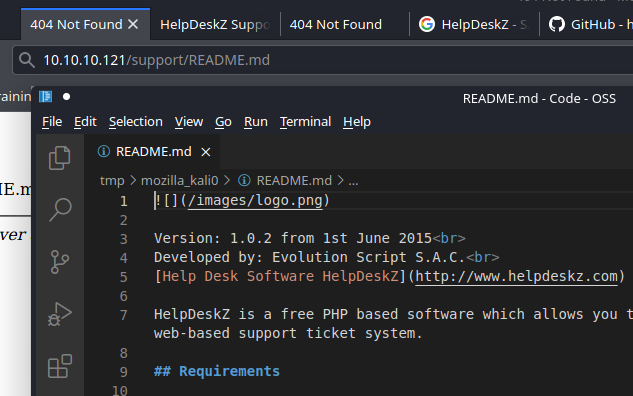 404 Not Found
HelpDeskZ Suppo
404 Not Found
HelpDeskZ - S
GitHub - h
10.10.10.121/support/README.md
rainin
README.md - Code - OSS
File Edit Selection View Go Run Terminal Help
README.md
tmp > mozilla_kali0 > README.md > ...
E.m
ver
1 ![](/images/logo.png)
2
3 Version: 1.0.2 from 1st June 2015<br>
4 Developed by: Evolution Script S.A.C.<br>
5 [Help Desk Software HelpDeskZ](http://www.helpdeskz.com)
6
7 HelpDeskZ is a free PHP based software which allows you t
web-based support ticket system.
8
9 ## Requirements
10